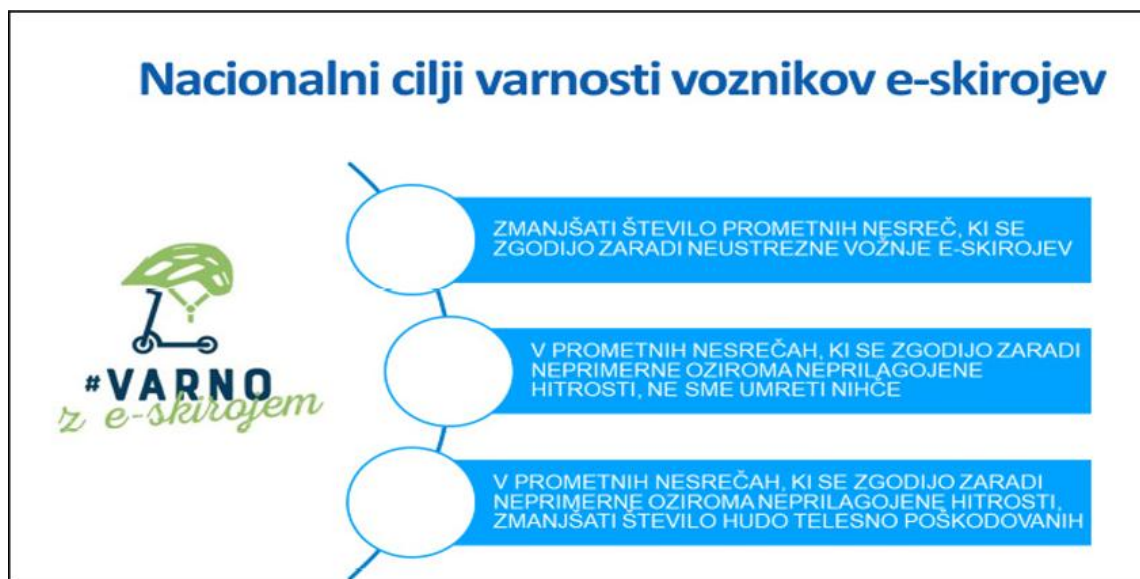 Nacionalni cilji varnosti voznikov e-skirojev
ZMANJŠATI ŠTEVILO PROMETNIH NESREČ, KI SE
ZGODIJO ZARADI NEUSTREZNE VOŽNJE E-SKIROJEV
V PROMETNIH NESREČAH, KI SE ZGODIJO ZARADI
NEPRIMERNE OZIROMA NEPRILAGOJENE
HITROSTI, NE SME UMRETI NIHČE
#VARNO
z e-skirojem
V PROMETNIH NESREČAH, KI SE ZGODIJO ZARADI
NEPRIMERNE OZIROMA NEPRILAGOJENE HITROSTI,
ZMANJŠATI ŠTEVILO HUDO TELESNO POŠKODOVANIH